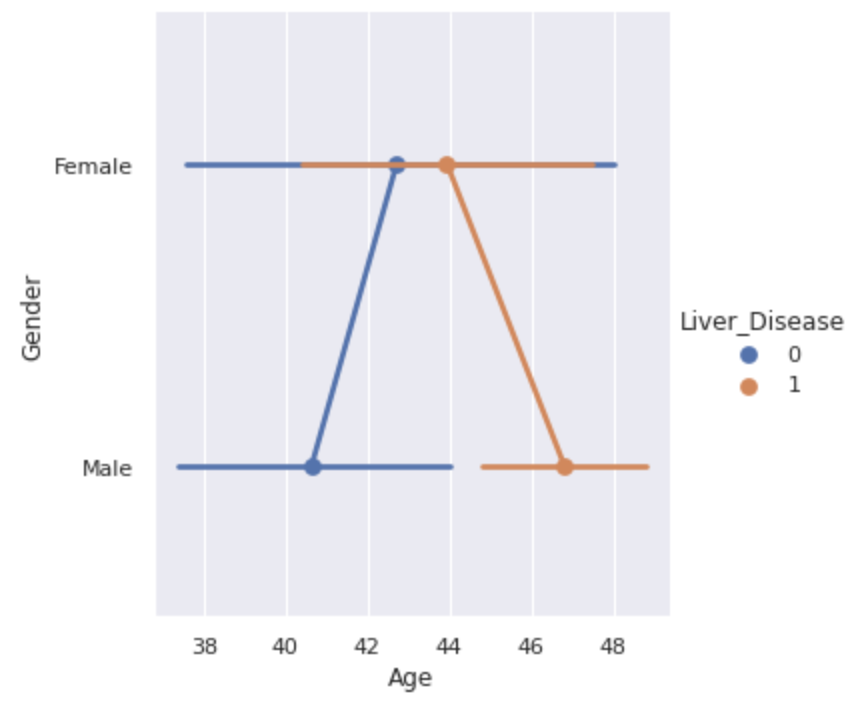 Female
Male
Gender
38 40 42 44 46 48
Age
Liver_Disease
0
1